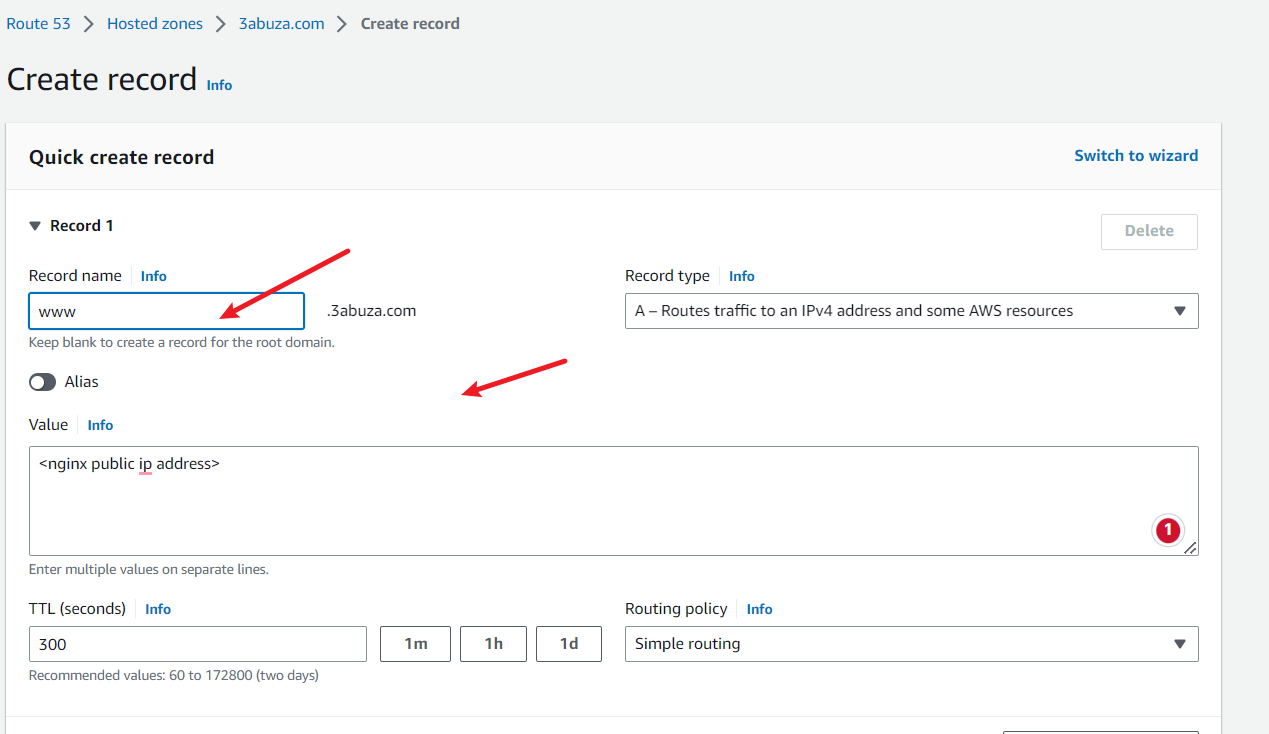 Route 53 > Hosted zones > 3abuza.com > Create record
Create record Info
Quick create record Switch to wizard
Record 1 Delete
Record name Info Record type Info
www .3abuza.com A – Routes traffic to an IPv4 address and some AWS resources
Keep blank to create a record for the root domain.
Alias
Value Info
<nginx public ip address>
1
Enter multiple values on separate lines.
TTL (seconds) Info Routing policy Info
300 1m 1h 1d Simple routing
Recommended values: 60 to 172800 (two days)